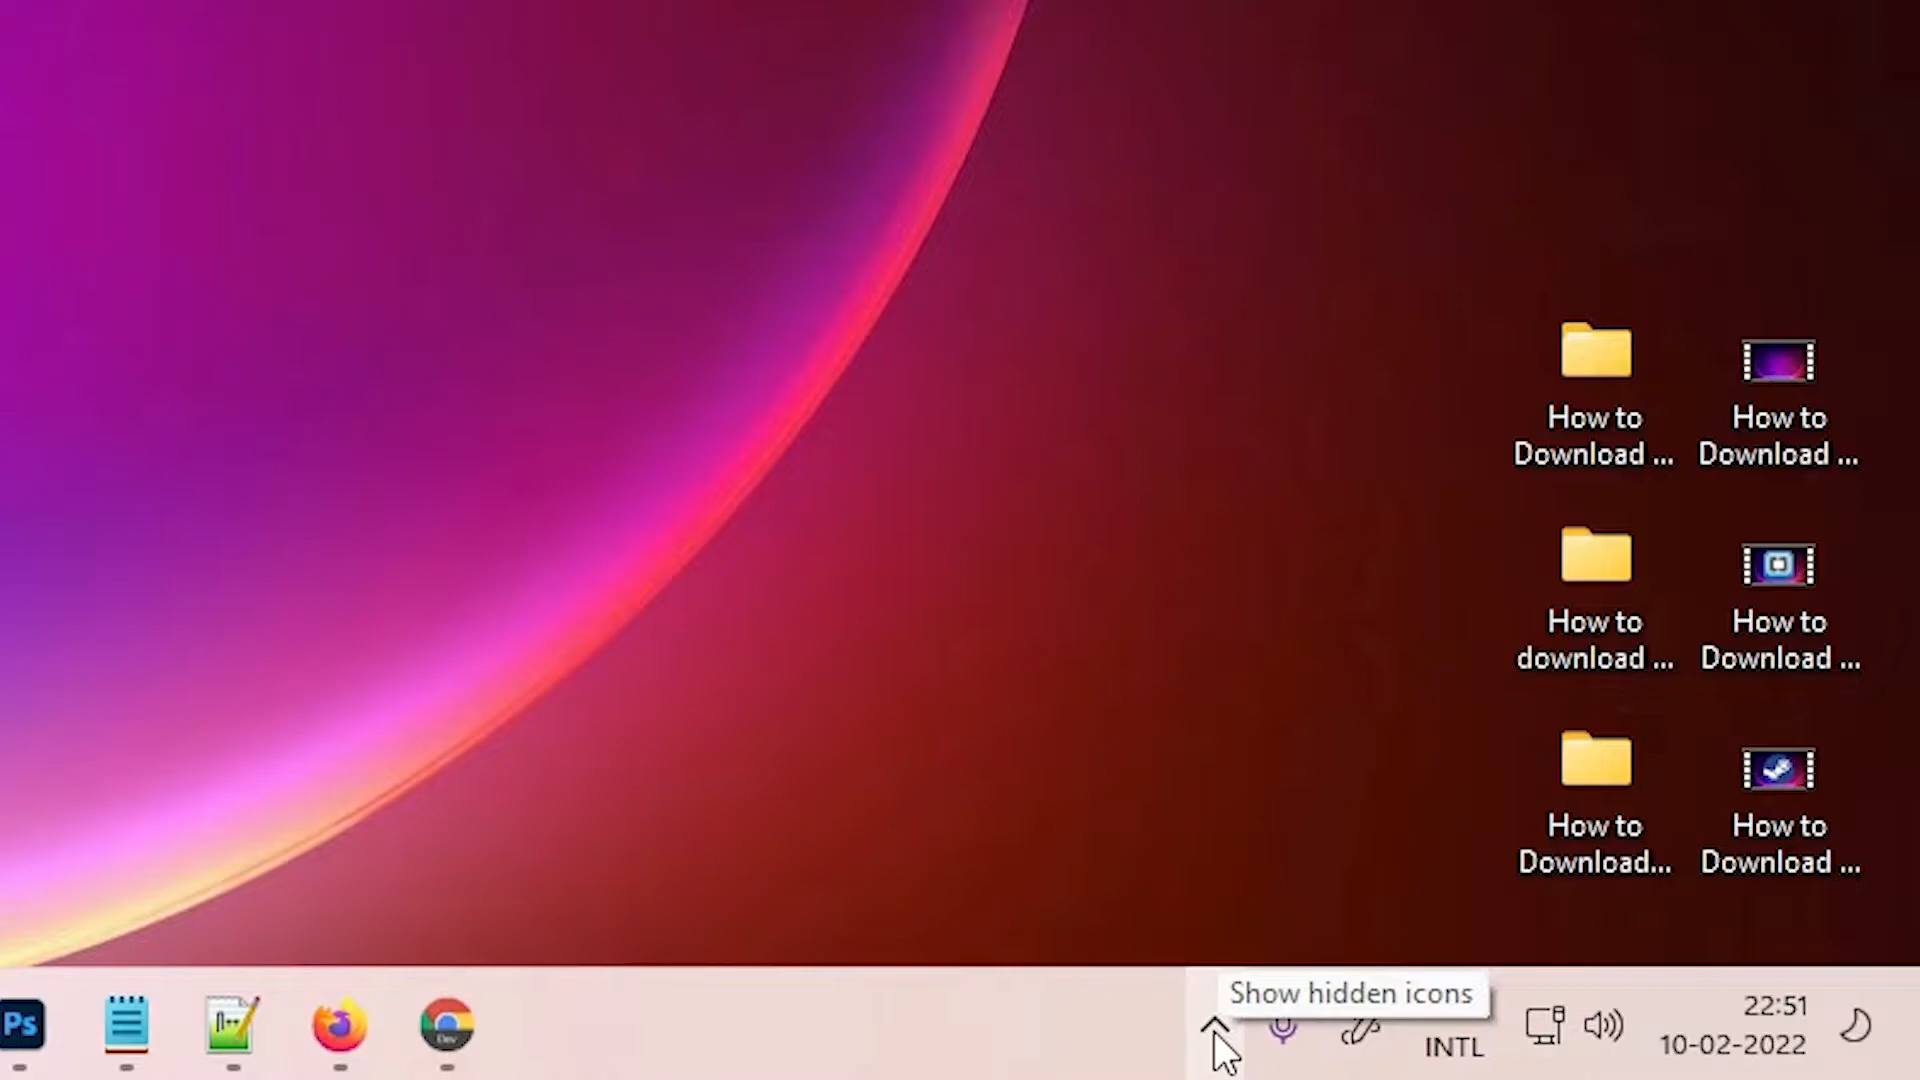 How to
Download ...
How to
Download ...
How to
download ...
How to
Download ...
How to
Download...
How to
Download ...
Ps
n++
Dev
Show hidden icons
INTL
22:51
10-02-2022